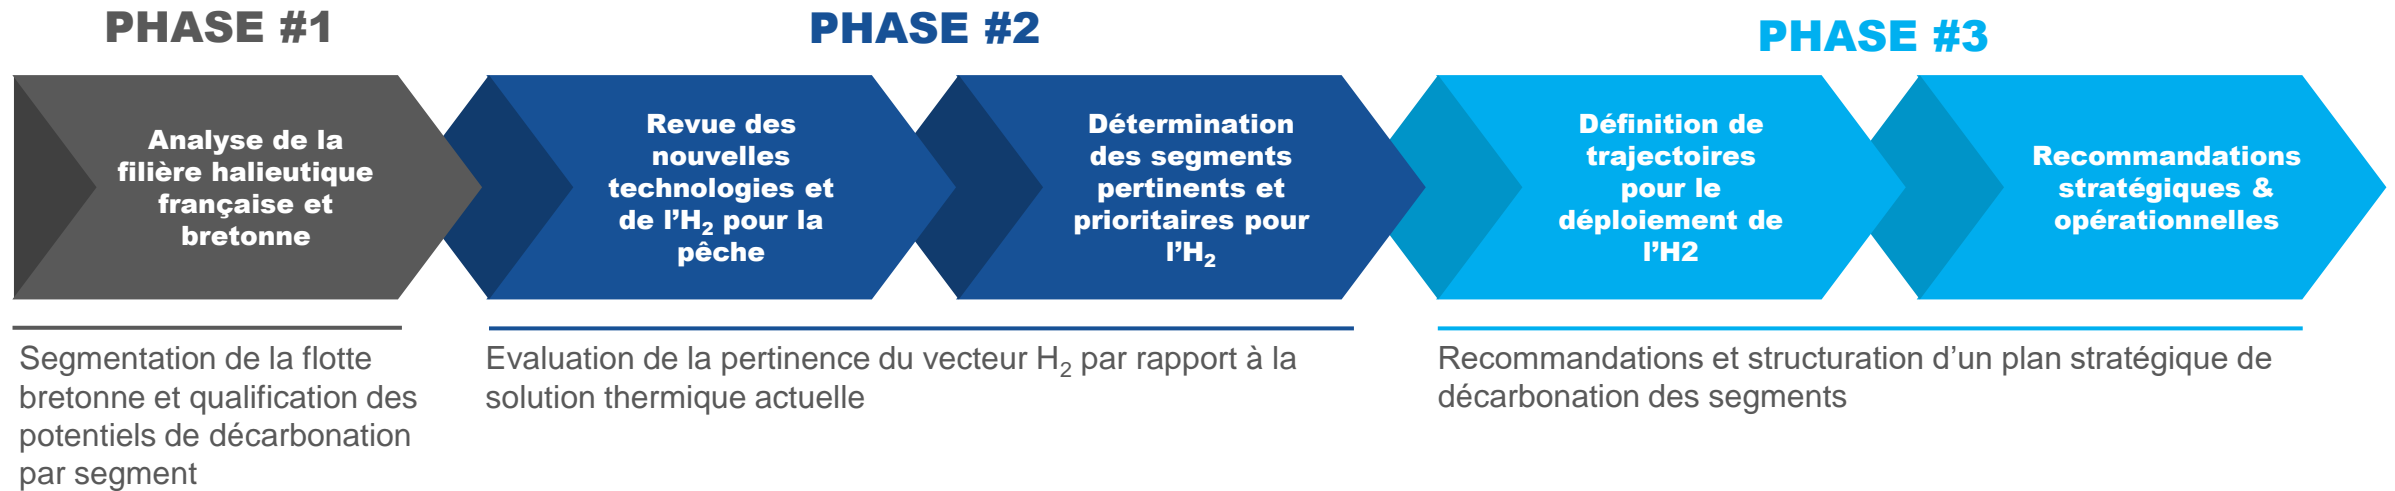 PHASE #1
Analyse de la
filière halieutique
française et
bretonne
Segmentation de la flotte
bretonne et qualification des
potentiels de décarbonation
par segment
PHASE #2
Revue des
nouvelles
technologies et
de l’H₂ pour la
pêche
Détermination
des segments
pertinents et
prioritaires pour
l’H₂
Evaluation de la pertinence du vecteur H₂ par rapport à la
solution thermique actuelle
PHASE #3
Définition de
trajectoires
pour le
déploiement de
l’H2
Recommandations
stratégiques &
opérationnelles
Recommandations et structuration d’un plan stratégique de
décarbonation des segments